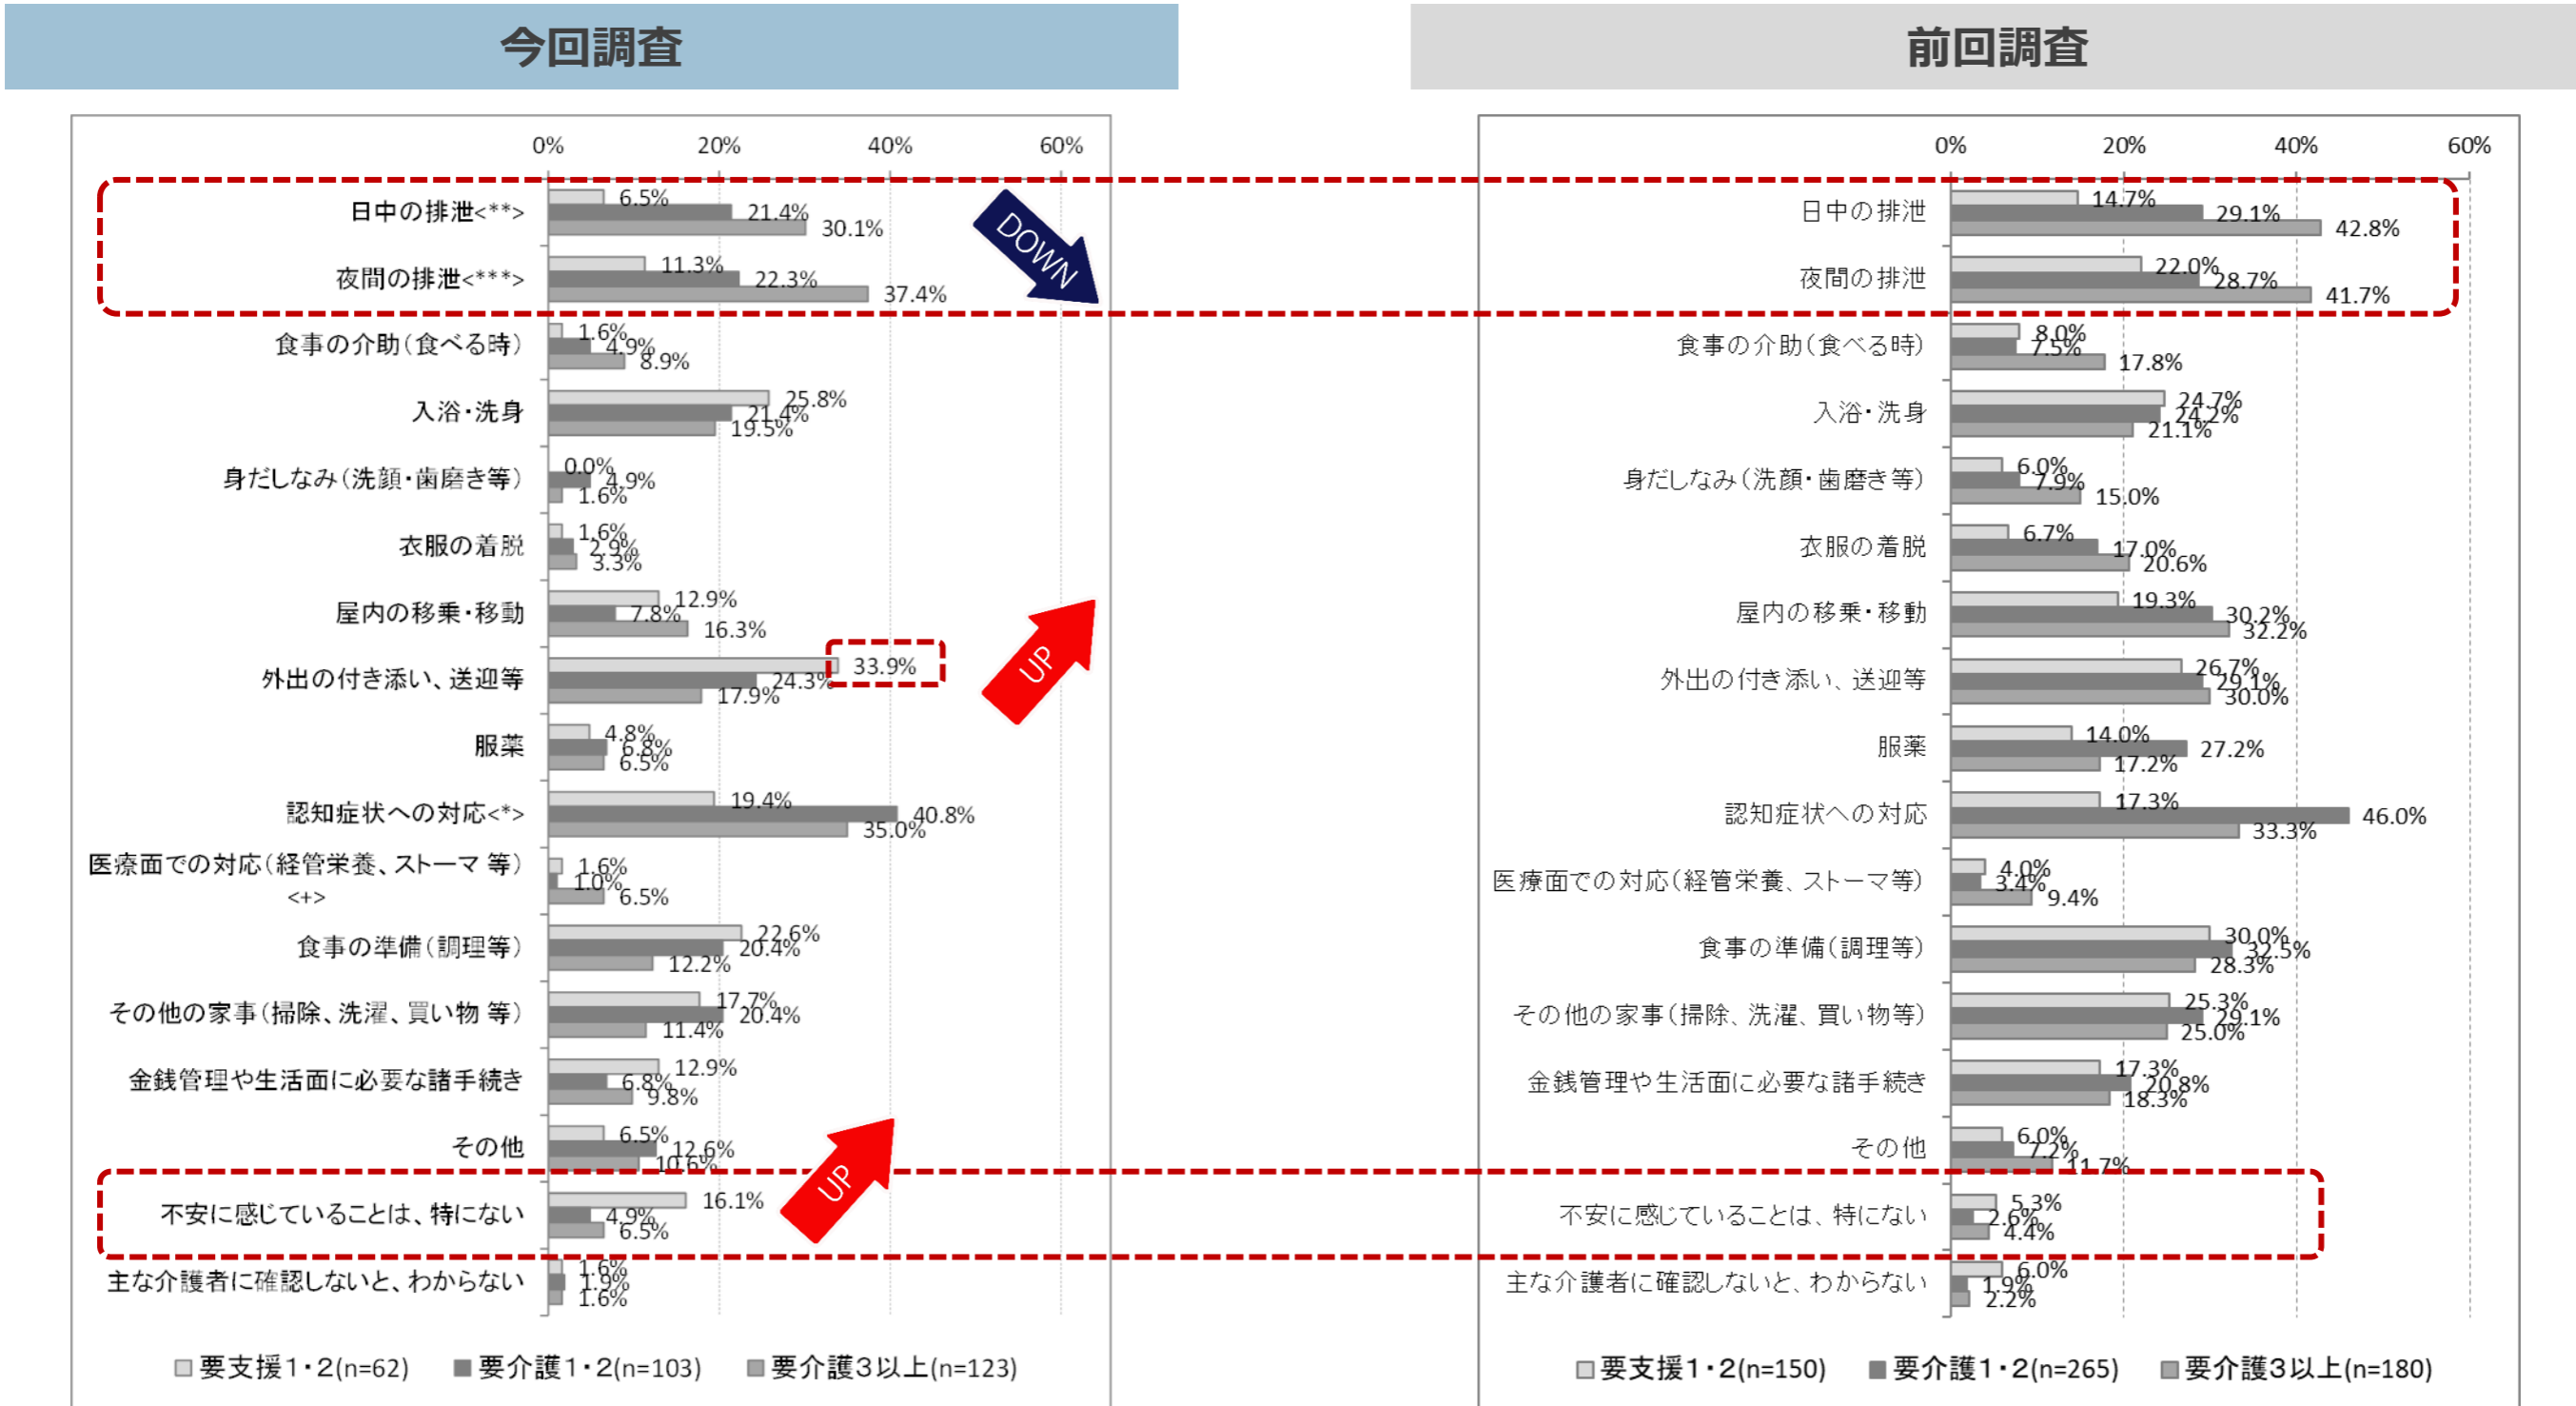 今回調査
前回調査
0% 20% 40% 60%
日中の排泄<**> 6.5% 21.4% 30.1%
夜間の排泄<***> 11.3% 22.3% 37.4%
食事の介助(食べる時) 1.6% 4.9% 8.9%
入浴・洗身 25.8% 21.4% 19.5%
身だしなみ(洗顔・歯磨き等) 0.0% 4.9% 1.6%
衣服の着脱 1.6% 2.9% 3.3%
屋内の移乗・移動 12.9% 7.8% 16.3%
外出の付き添い、送迎等 33.9% 24.3% 17.9%
服薬 4.8% 6.8% 6.5%
認知症状への対応<*> 19.4% 40.8% 35.0%
医療面での対応(経管栄養、ストーマ 等)
<+> 1.6% 1.0% 6.5%
食事の準備(調理等) 22.6% 20.4% 12.2%
その他の家事(掃除、洗濯、買い物 等) 17.7% 20.4% 11.4%
金銭管理や生活面に必要な諸手続き 12.9% 6.8% 9.8%
その他 6.5% 12.6% 10.6%
不安に感じていることは、特にない 16.1% 4.9% 6.5%
主な介護者に確認しないと、わからない 1.6% 1.9% 1.6%
要支援1・2(n=62) 要介護1・2(n=103) 要介護3以上(n=123)
DOWN
UP
UP
0% 20% 40% 60%
日中の排泄 14.7% 29.1% 42.8%
夜間の排泄 22.0% 28.7% 41.7%
食事の介助(食べる時) 8.0% 7.5% 17.8%
入浴・洗身 24.7% 24.2% 21.1%
身だしなみ(洗顔・歯磨き等) 6.0% 7.9% 15.0%
衣服の着脱 6.7% 17.0% 20.6%
屋内の移乗・移動 19.3% 30.2% 32.2%
外出の付き添い、送迎等 26.7% 29.1% 30.0%
服薬 14.0% 27.2% 17.2%
認知症状への対応 17.3% 46.0% 33.3%
医療面での対応(経管栄養、ストーマ等) 4.0% 3.4% 9.4%
食事の準備(調理等) 30.0% 32.5% 28.3%
その他の家事(掃除、洗濯、買い物等) 25.3% 29.1% 25.0%
金銭管理や生活面に必要な諸手続き 17.3% 20.8% 18.3%
その他 6.0% 7.2% 11.7%
不安に感じていることは、特にない 5.3% 2.6% 4.4%
主な介護者に確認しないと、わからない 6.0% 1.9% 2.2%
要支援1・2(n=150) 要介護1・2(n=265) 要介護3以上(n=180)